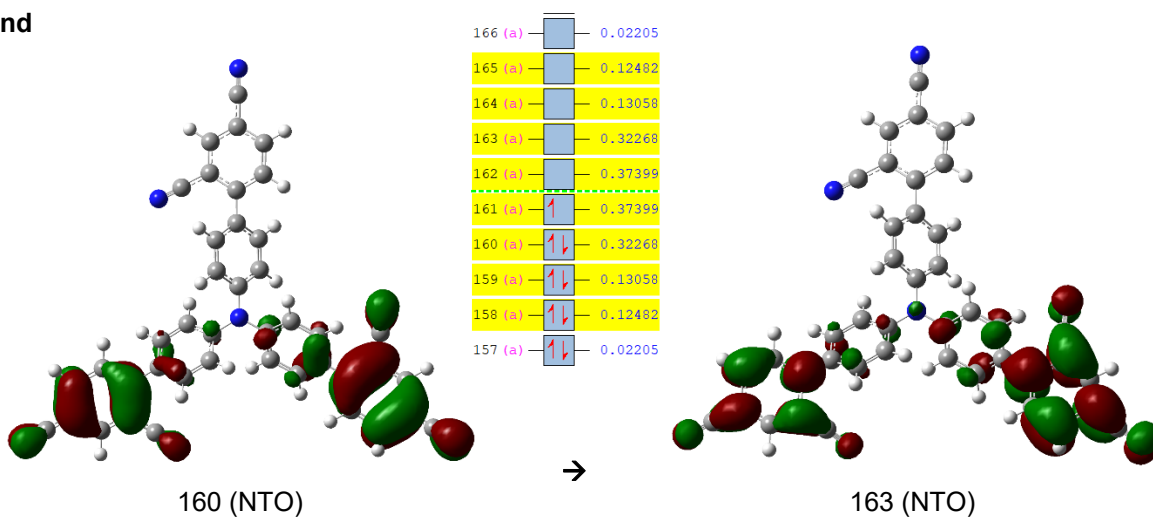 nd
166 (a) 0.02205
165 (a) 0.12482
164 (a) 0.13058
163 (a) 0.32268
162 (a) 0.37399
161 (a) 0.37399
160 (a) 0.32268
159 (a) 0.13058
158 (a) 0.12482
157 (a) 0.02205
→
160 (NTO)
163 (NTO)